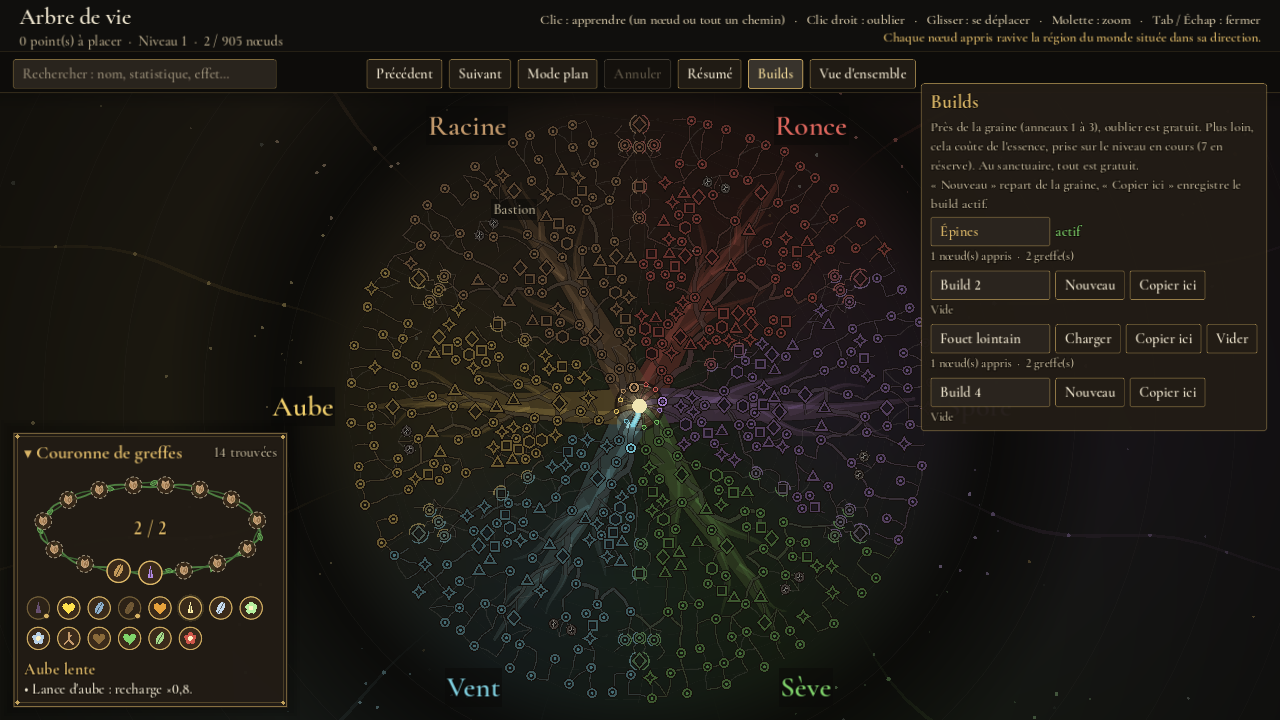 Arbre de vie
0 point(s) à placer · Niveau 1 · 2 / 905 nœuds
Clic : apprendre (un nœud ou tout un chemin) · Clic droit : oublier · Glisser : se déplacer · Molette : zoom · Tab / Échap : fermer
Chaque nœud appris ravive la région du monde située dans sa direction.
Rechercher : nom, statistique, effet...
Précédent
Suivant
Mode plan
Annuler
Résumé
Builds
Vue d'ensemble
Racine
Ronce
Bastion
Aube
Vent
Sève
Builds
Près de la graine (anneaux 1 à 3), oublier est gratuit. Plus loin,
cela coûte de l'essence, prise sur le niveau en cours (7 en
réserve). Au sanctuaire, tout est gratuit.
« Nouveau » repart de la graine, « Copier ici » enregistre le
build actif.
Épines actif
1 nœud(s) appris · 2 greffe(s)
Build 2 Nouveau Copier ici
Vide
Fouet lointain Charger Copier ici Vider
1 nœud(s) appris · 2 greffe(s)
Build 4 Nouveau Copier ici
Vide
▾ Couronne de greffes 14 trouvées
2 / 2
Aube lente
• Lance d'aube : recharge ×0,8.